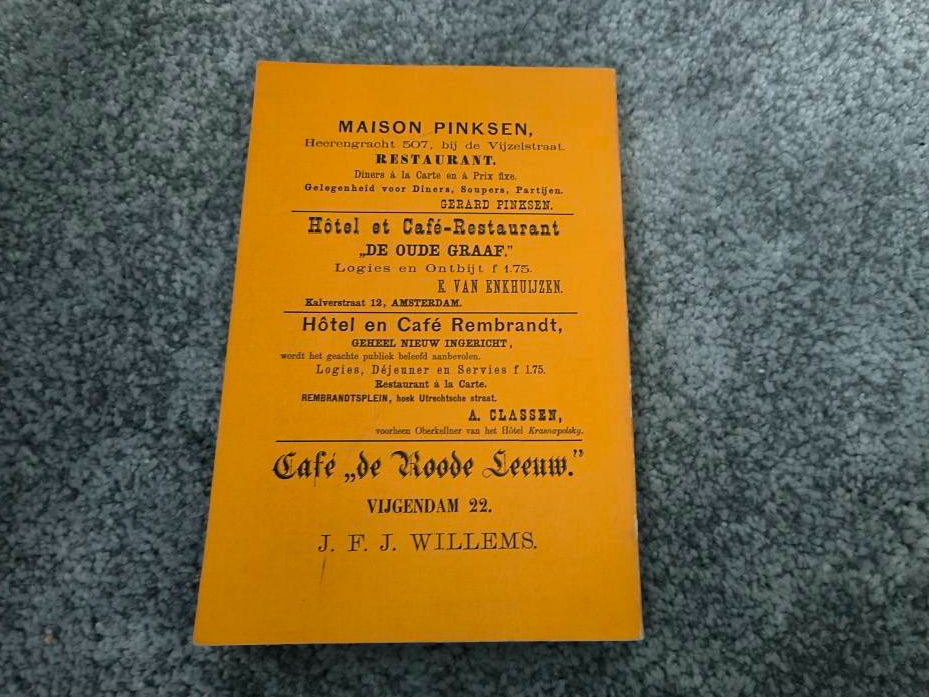 MAISON PINKSEN,
Heerengracht 507, bij de Vijzelstraat.
RESTAURANT.
Diners à la Carte en à Prix fixe.
Gelegenheid voor Diners, Soupers, Partijen.
GERARD PINKSEN.
Hôtel et Café-Restaurant
„DE OUDE GRAAF.”
Logies en Ontbijt f 1.75.
E. VAN ENKHUIJZEN.
Kalverstraat 12, AMSTERDAM.
Hôtel en Café Rembrandt,
GEHEEL NIEUW INGERICHT,
wordt het geachte publiek beleefd aanbevolen.
Logies, Déjeuner en Servies f 1.75.
Restaurant à la Carte.
REMBRANDTSPLEIN, hoek Utrechtsche straat.
A. CLASSEN,
voorheen Oberkellner van het Hôtel Krasnapolsky.
Café „de Roode Leeuw.”
VIJGENDAM 22.
J. F. J. WILLEMS.